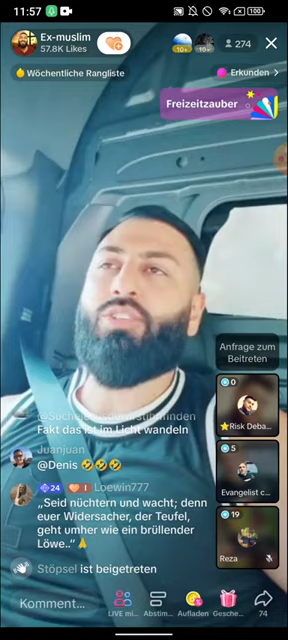 11:57
100
Ex-muslim
57.8K Likes
10+
10+
274
Wöchentliche Rangliste
Erkunden >
Freizeitzauber
Anfrage zum
Beitreten
0
Risk Deba...
5
Evangelist c...
19
Reza
Fakt das ist im Licht wandeln
Juanjuan
@Denis 🤣🤣🤣
24 I Loewin777
„Seid nüchtern und wacht; denn
euer Widersacher, der Teufel,
geht umher wie ein brüllender
Löwe..“🙏
Stöpsel ist beigetreten
Komment...
LIVE mi...
Abstim...
Aufladen
Gesche...
74